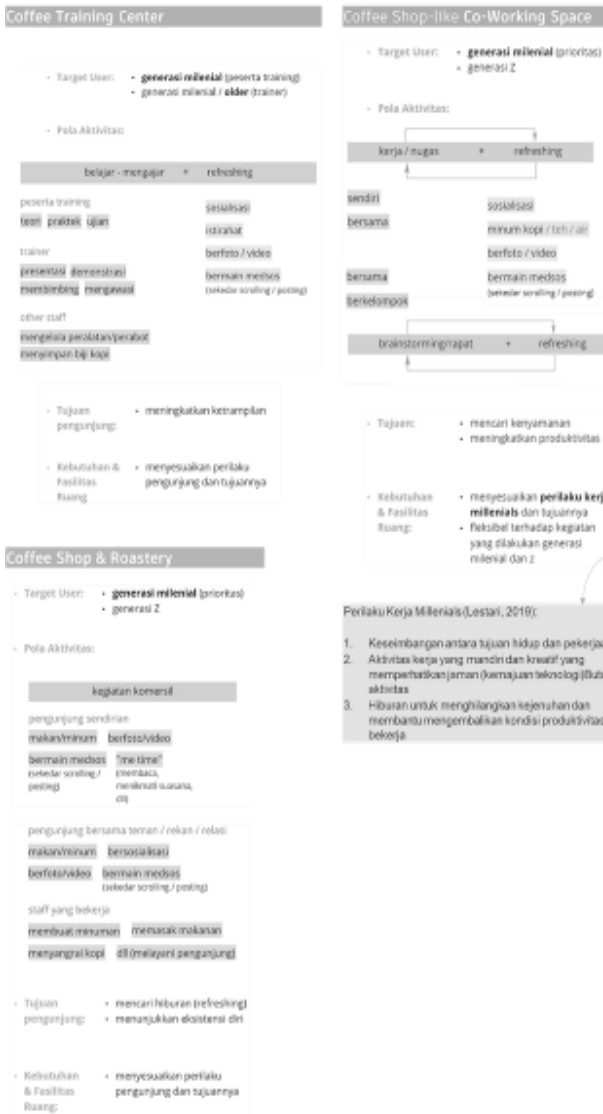 Coffee Training Center
- Target User:
• generasi milenial (peserta training)
• generasi milenial / older (trainer)
- Pola Aktivitas:
belajar - mengajar + refreshing
peserta training
teori praktek ujian
trainer
presentasi demonstrasi
membimbing mengawasi
other staff
mengelola peralatan/perabot
menyimpan biji kopi
sosialisasi
istirahat
berfoto / video
bermain medsos
(sekedar scrolling / posting)
- Tujuan
pengunjung:
• meningkatkan ketrampilan
- Kebutuhan &
Fasilitas
Ruang
• menyesuaikan perilaku
pengunjung dan tujuannya
Coffee Shop & Roastery
- Target User:
• generasi milenial (prioritas)
• generasi Z
- Pola Aktivitas:
kegiatan komersil
pengunjung sendirian
makan/minum berfoto/video
bermain medsos
(sekedar scrolling /
posting)
"me time"
(membaca,
menikmati suasana,
dll)
pengunjung bersama teman / rekan / relasi
makan/minum bersosialisasi
berfoto/video bermain medsos
(sekedar scrolling / posting)
staff yang bekerja
membuat minuman memasak makanan
menyangrai kopi dll (melayani pengunjung)
- Tujuan
pengunjung:
• mencari hiburan (refreshing)
• menunjukkan eksistensi diri
- Kebutuhan
& Fasilitas
Ruang:
• menyesuaikan perilaku
pengunjung dan tujuannya
Coffee Shop-like Co-Working Space
- Target User:
• generasi milenial (prioritas)
• generasi Z
- Pola Aktivitas:
kerja / nugas + refreshing
sendiri
bersama
bersama
berkelompok
sosialisasi
minum kopi / teh / air
berfoto / video
bermain medsos
(sekedar scrolling / posting)
brainstorming/rapat + refreshing
- Tujuan:
• mencari kenyamanan
• meningkatkan produktivitas
- Kebutuhan
& Fasilitas
Ruang:
• menyesuaikan perilaku kerj
millenials dan tujuannya
• fleksibel terhadap kegiatan
yang dilakukan generasi
milenial dan z
Perilaku Kerja Millenials (Lestari, 2019):
1. Keseimbangan antara tujuan hidup dan pekerjaa
2. Aktivitas kerja yang mandiri dan kreatif yang
memperhatikan jaman (kemajuan teknologi)But
aktivitas
3. Hiburan untuk menghilangkan kejenuhan dan
membantu mengembalikan kondisi produktivitas
bekerja